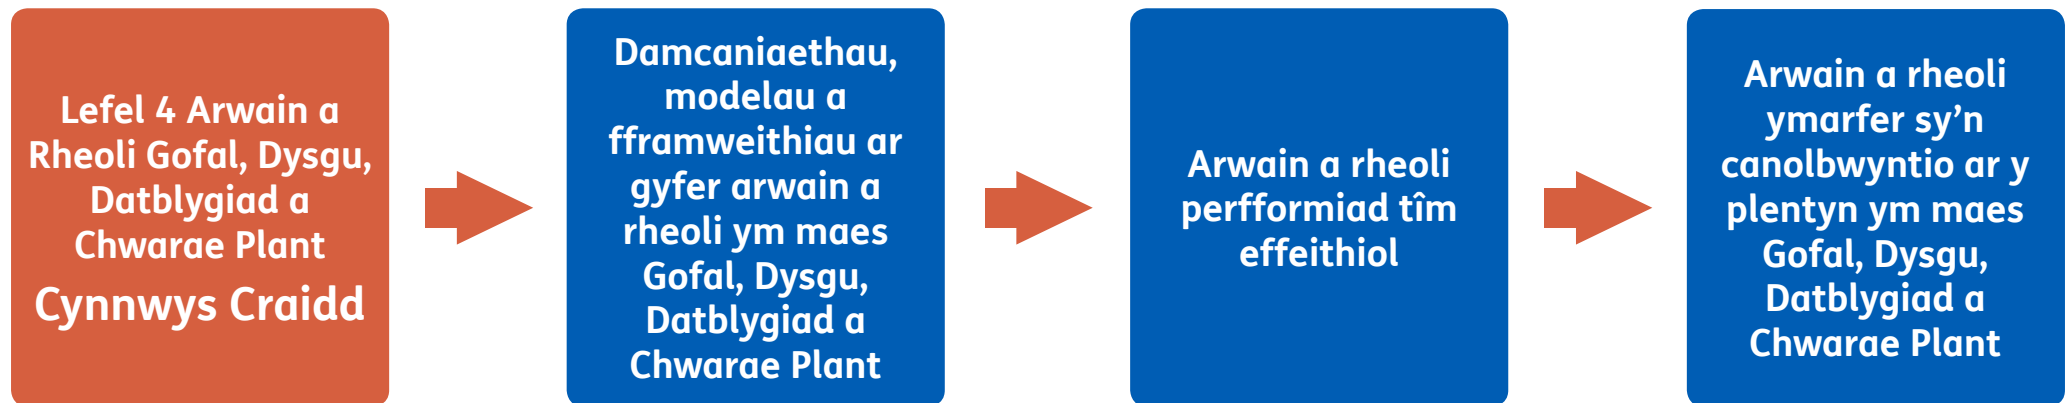 Lefel 4 Arwain a
Rheoli Gofal, Dysgu,
Datblygiad a
Chwarae Plant
Cynnwys Craidd
Damcaniaethau,
modelau a
fframweithiau ar
gyfer arwain a
rheoli ym maes
Gofal, Dysgu,
Datblygiad a
Chwarae Plant
Arwain a rheoli
perfformiad tîm
effeithiol
Arwain a rheoli
ymarfer sy’n
canolbwyntio ar y
plentyn ym maes
Gofal, Dysgu,
Datblygiad a
Chwarae Plant